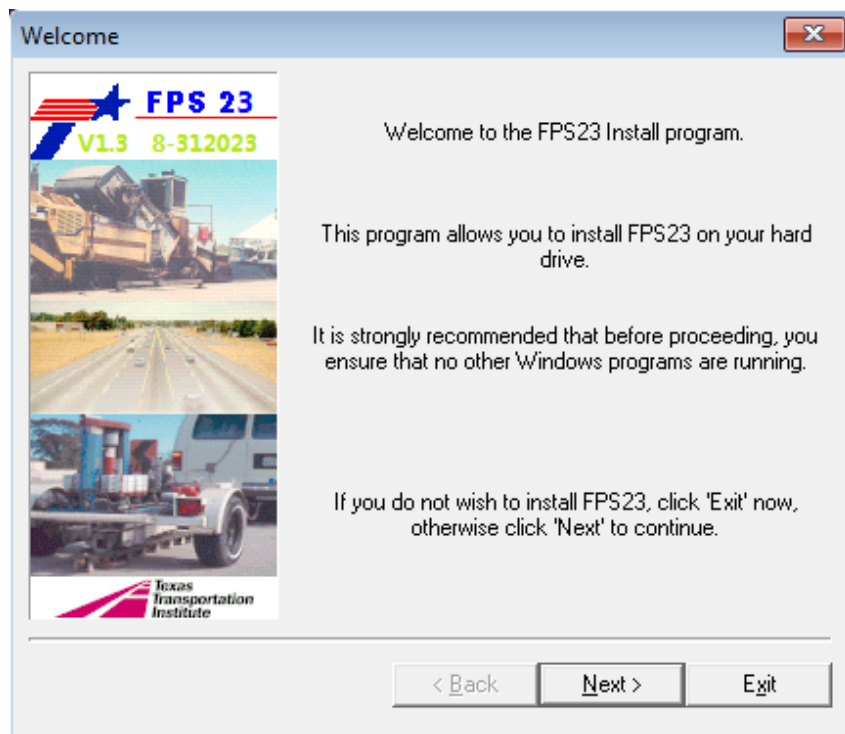 Welcome
FPS 23
V1.3 8-312023
Welcome to the FPS23 Install program.
This program allows you to install FPS23 on your hard
drive.
It is strongly recommended that before proceeding, you
ensure that no other Windows programs are running.
If you do not wish to install FPS23, click 'Exit' now,
otherwise click 'Next' to continue.
Texas
Transportation
Institute
< Back
Next >
Exit